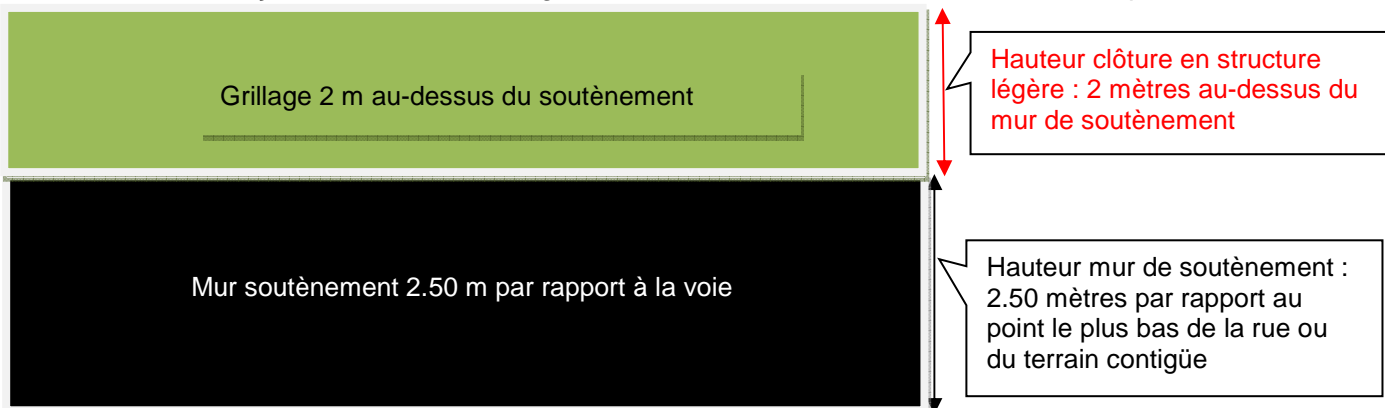 Grillage 2 m au-dessus du soutènement
Hauteur clôture en structure
légère : 2 mètres au-dessus du
mur de soutènement
Mur soutènement 2.50 m par rapport à la voie
Hauteur mur de soutènement :
2.50 mètres par rapport au
point le plus bas de la rue ou
du terrain contigüe